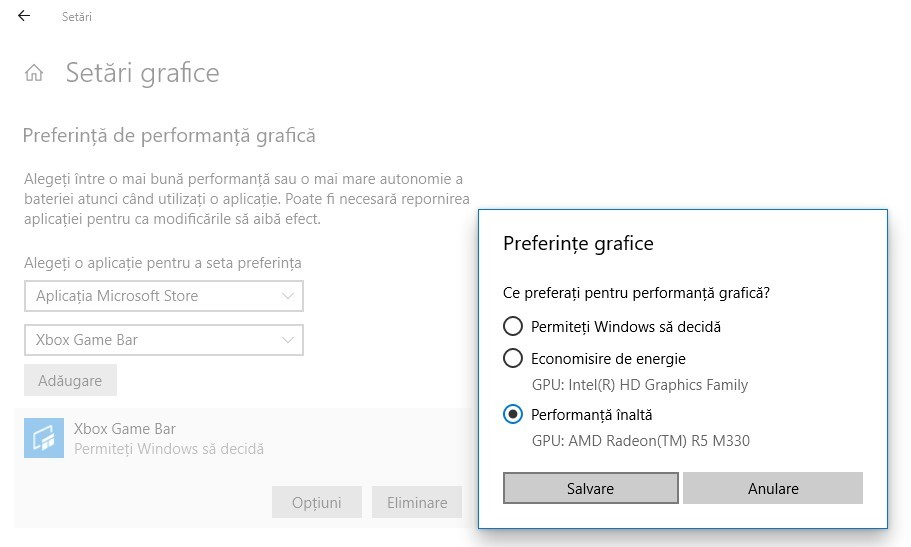 Setări
Setări grafice
Preferință de performanță grafică
Alegeți între o mai bună performanță sau o mai mare autonomie a
bateriei atunci când utilizați o aplicație. Poate fi necesară repornirea
aplicației pentru ca modificările să aibă efect.
Alegeți o aplicație pentru a seta preferința
Aplicația Microsoft Store
Xbox Game Bar
Adăugare
Xbox Game Bar
Permiteți Windows să decidă
Opțiuni
Eliminare
Preferințe grafice
Ce preferați pentru performanță grafică?
Permiteți Windows să decidă
Economisire de energie
GPU: Intel(R) HD Graphics Family
Performanță înaltă
GPU: AMD Radeon(TM) R5 M330
Salvare
Anulare